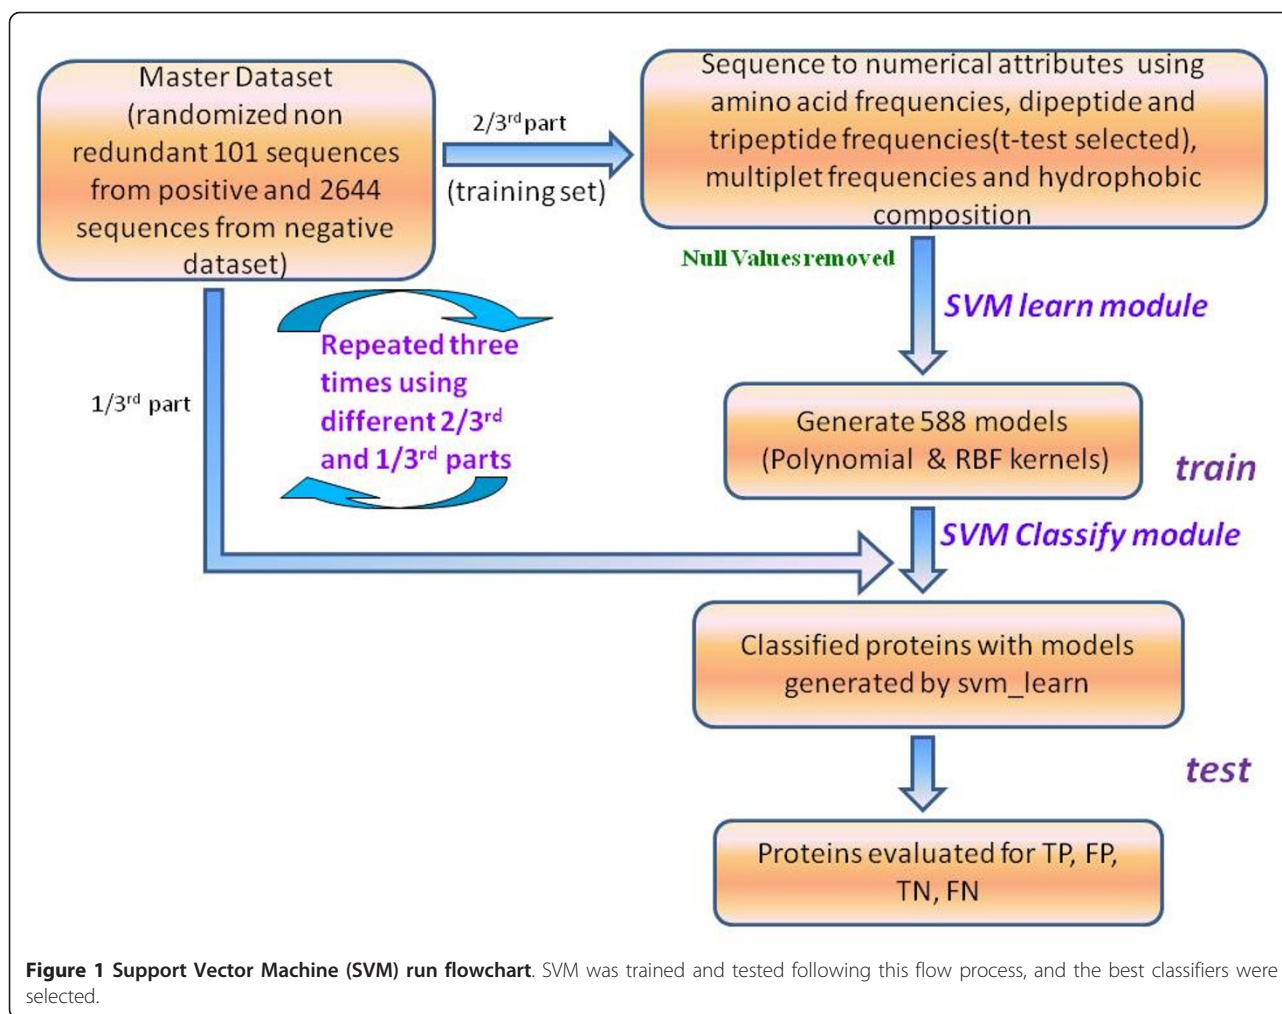 Master Dataset
(randomized non
redundant 101 sequences
from positive and 2644
sequences from negative
dataset)
2/3rd part
(training set)
Sequence to numerical attributes using
amino acid frequencies, dipeptide and
tripeptide frequencies(t-test selected),
multiplet frequencies and hydrophobic
composition
Null Values removed
SVM learn module
Repeated three
times using
different 2/3rd
and 1/3rd parts
1/3rd part
Generate 588 models
(Polynomial & RBF kernels)
train
SVM Classify module
Classified proteins with models
generated by svm_learn
test
Proteins evaluated for TP, FP,
TN, FN
Figure 1 Support Vector Machine (SVM) run flowchart. SVM was trained and tested following this flow process, and the best classifiers were
selected.